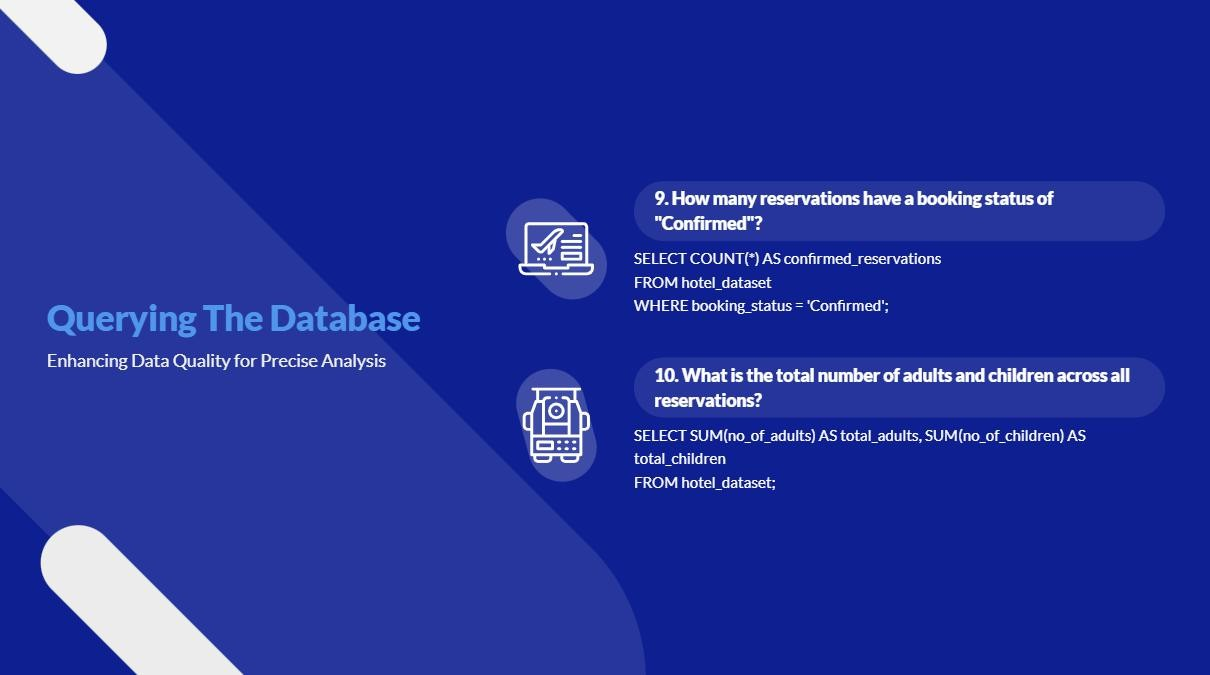 Querying The Database
Enhancing Data Quality for Precise Analysis
9. How many reservations have a booking status of
"Confirmed"?
SELECT COUNT(*) AS confirmed_reservations
FROM hotel_dataset
WHERE booking_status = 'Confirmed';
10. What is the total number of adults and children across all
reservations?
SELECT SUM(no_of_adults) AS total_adults, SUM(no_of_children) AS
total_children
FROM hotel_dataset;